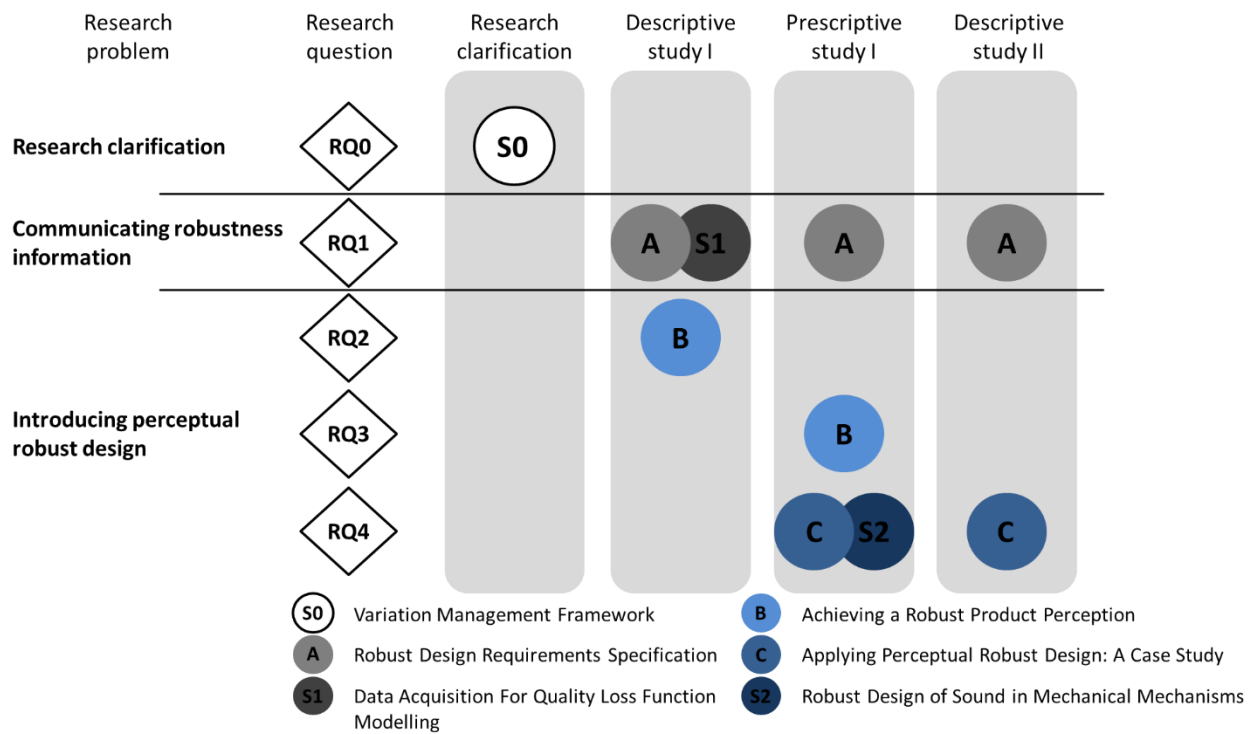 Research problem
Research question
Research clarification
Descriptive study I
Prescriptive study I
Descriptive study II
Research clarification
RQ0
S0
Communicating robustness
information
RQ1
A
S1
A
A
RQ2
B
Introducing perceptual
robust design
RQ3
B
RQ4
C
S2
C
S0 Variation Management Framework
A Robust Design Requirements Specification
S1 Data Acquisition For Quality Loss Function
Modelling
B Achieving a Robust Product Perception
C Applying Perceptual Robust Design: A Case Study
S2 Robust Design of Sound in Mechanical Mechanisms